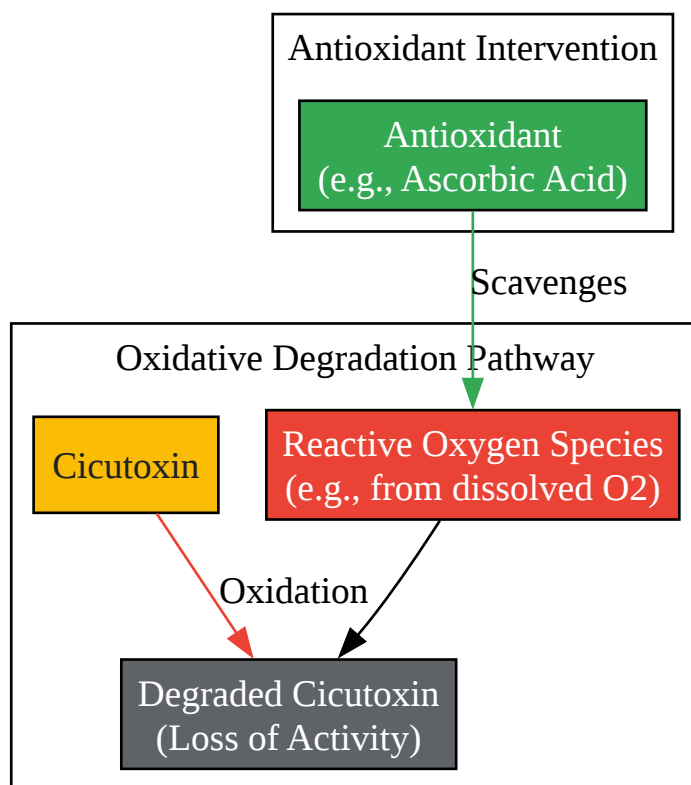 Antioxidant Intervention
Antioxidant
(e.g., Ascorbic Acid)
Scavenges
Oxidative Degradation Pathway
Cicutoxin
Reactive Oxygen Species
(e.g., from dissolved O2)
Oxidation
Degraded Cicutoxin
(Loss of Activity)